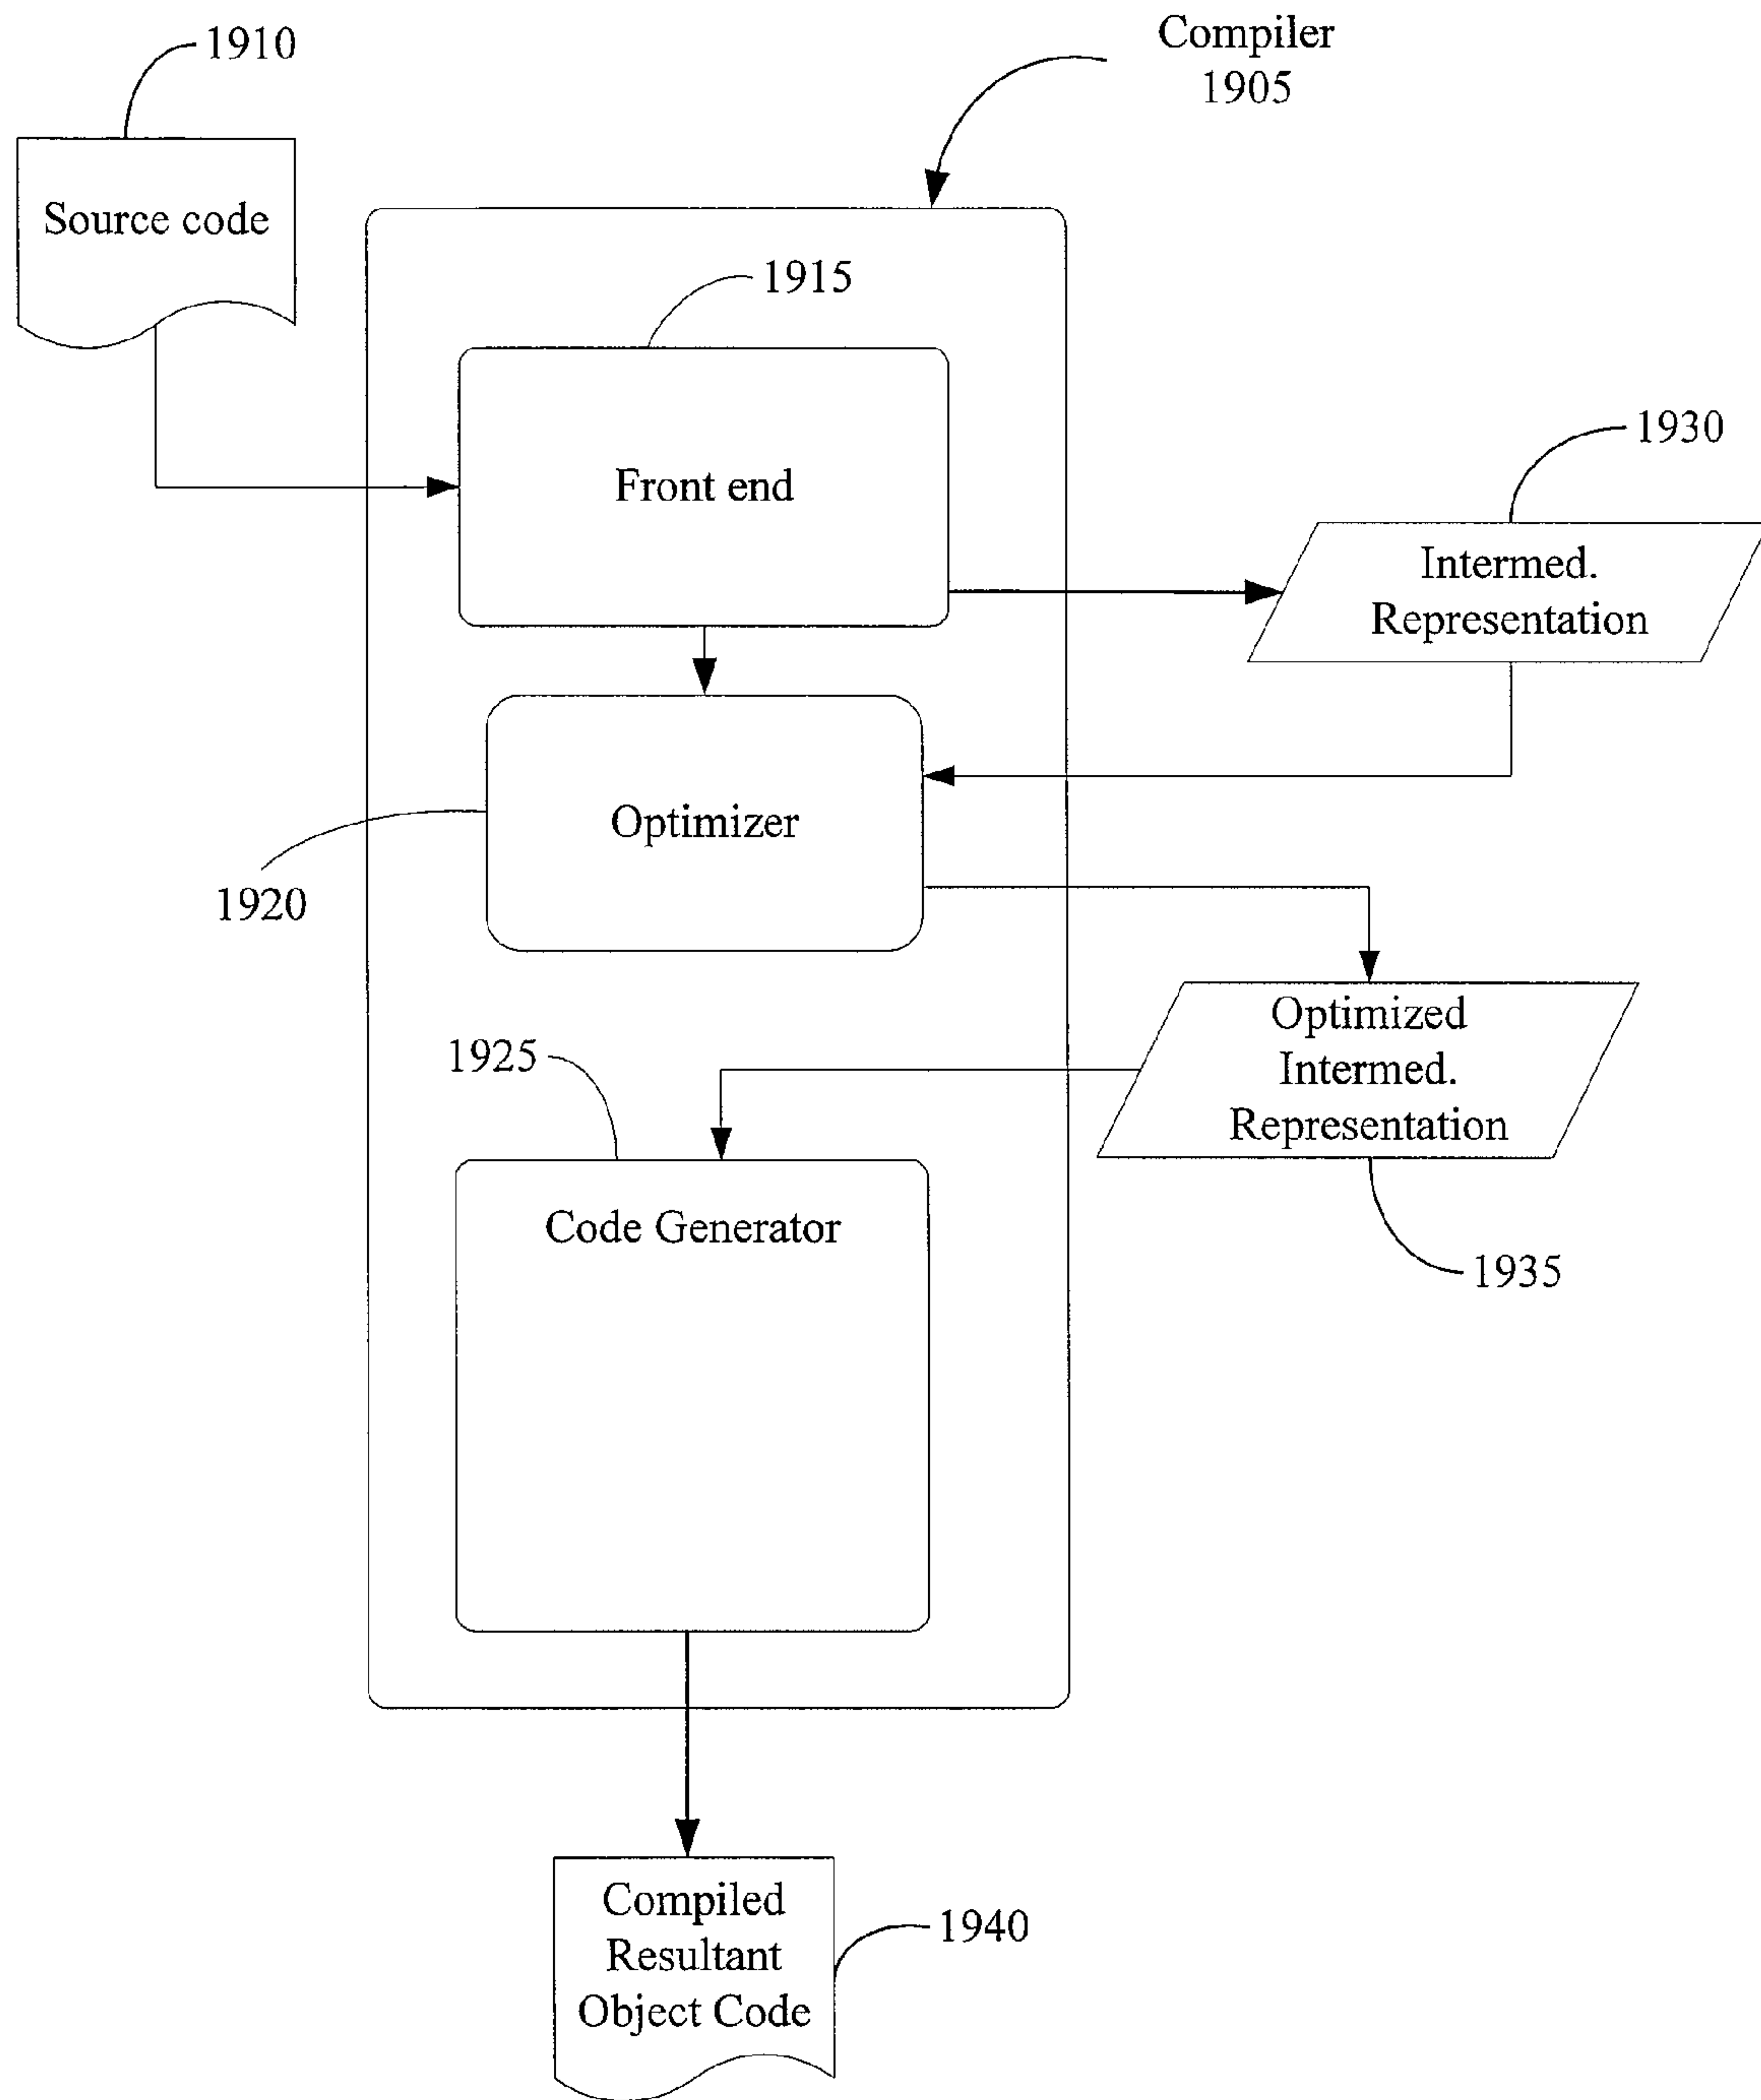 1910
Compiler
1905
Source code
1915
Front end
1930
Intermed.
Representation
Optimizer
1920
Optimized
Intermed.
Representation
1925
Code Generator
1935
Compiled
Resultant
Object Code
1940